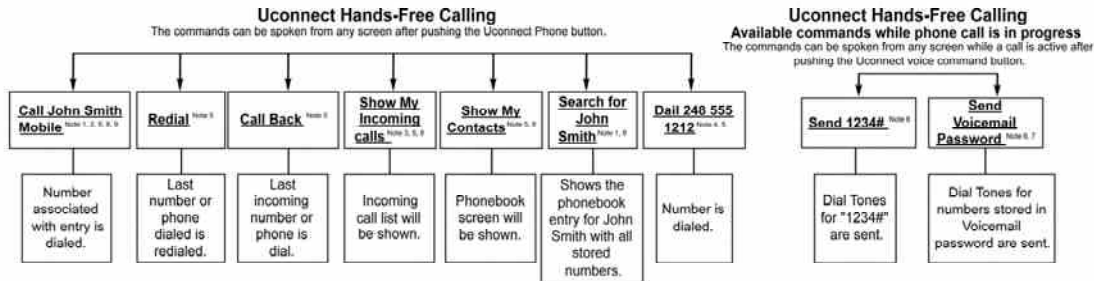 Uconnect Hands-Free Calling
The commands can be spoken from any screen after pushing the Uconnect Phone button.
Call John Smith
Mobile Note 1, 2, 5, 8, 9
Redial Note 5
Call Back Note 5
Show My
Incoming
calls Note 3, 5, 8
Show My
Contacts Note 5, 8
Search for
John
Smith Note 1, 8
Dail 248 555
1212 Note 4, 5
Number
associated
with entry is
dialed.
Last
number or
phone
dialed is
redialed.
Last
incoming
number or
phone is
dial.
Incoming
call list will
be shown.
Phonebook
screen will
be shown.
Shows the
phonebook
entry for John
Smith with all
stored
numbers.
Number is
dialed.
Uconnect Hands-Free Calling
Available commands while phone call is in progress
The commands can be spoken from any screen while a call is active after
pushing the Uconnect voice command button.
Send 1234# Note 6
Send
Voicemail
Password Note 6, 7
Dial Tones
for "1234#"
are sent.
Dial Tones for
numbers stored in
Voicemail
password are sent.